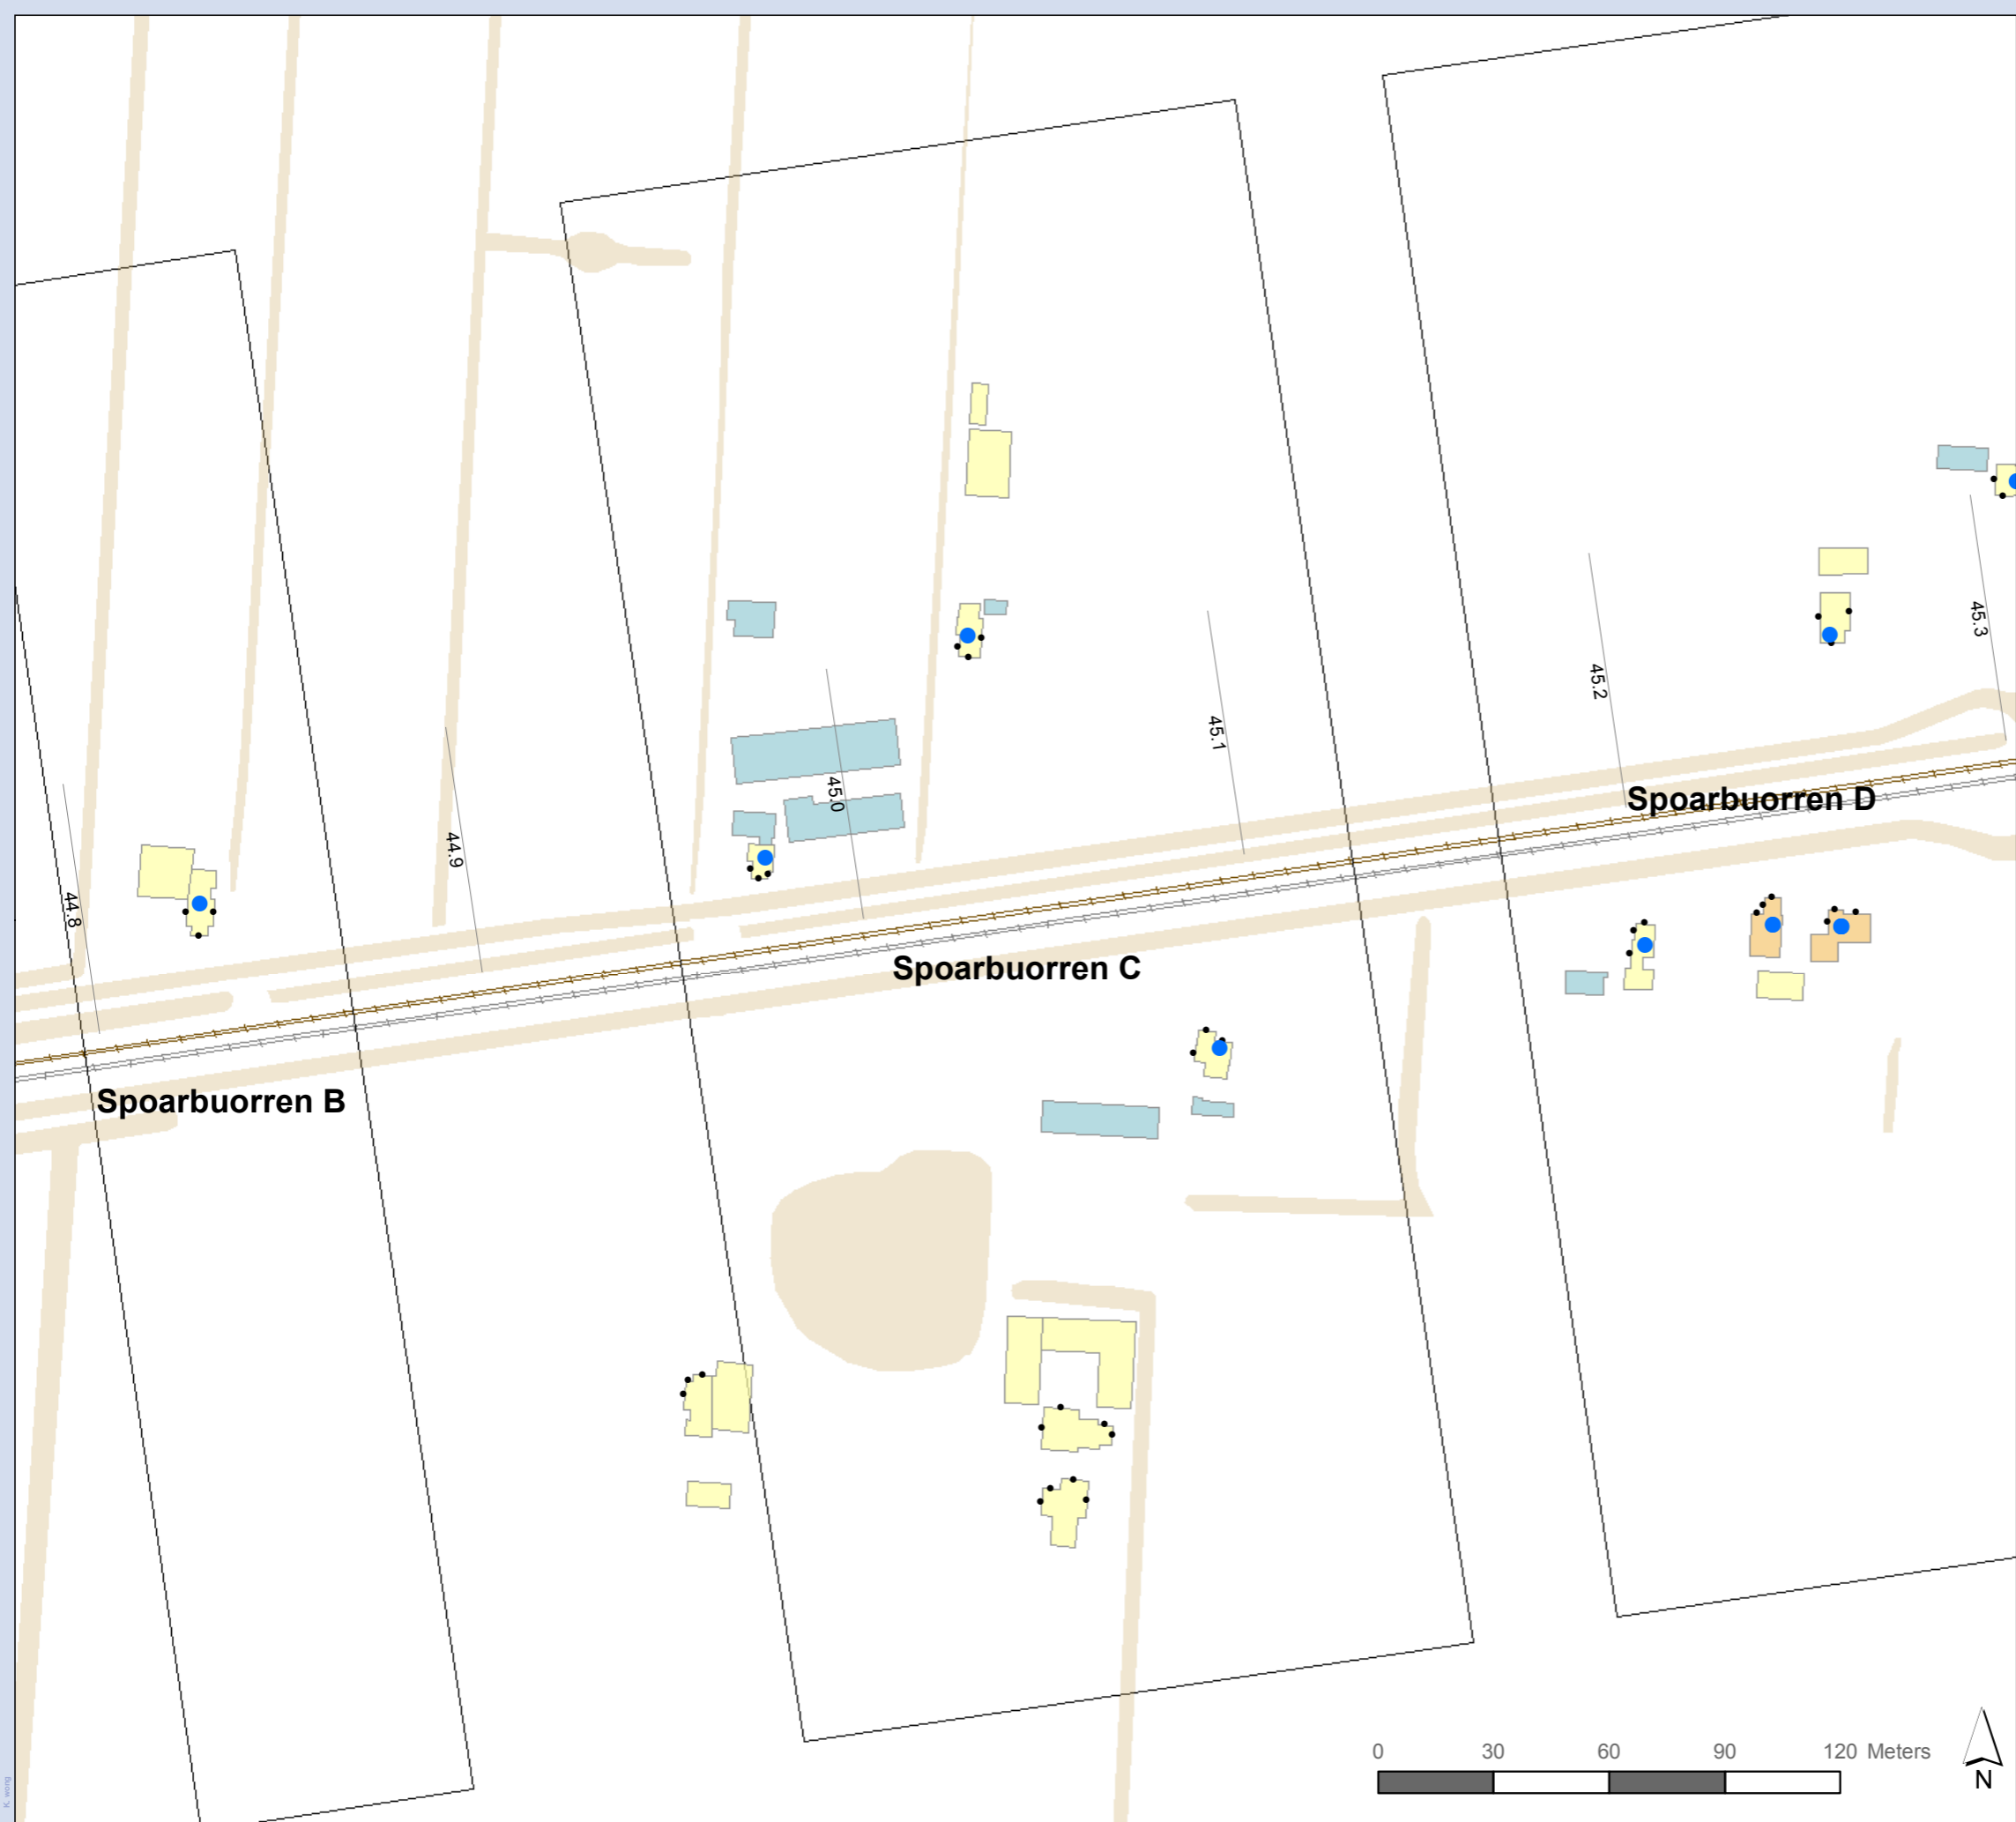 45.3
45.2
45.1
45.0
Spoarbuorren D
44.9
44.8
Spoarbuorren C
Spoarbuorren B
0 30 60 90 120 Meters
N
K. wong